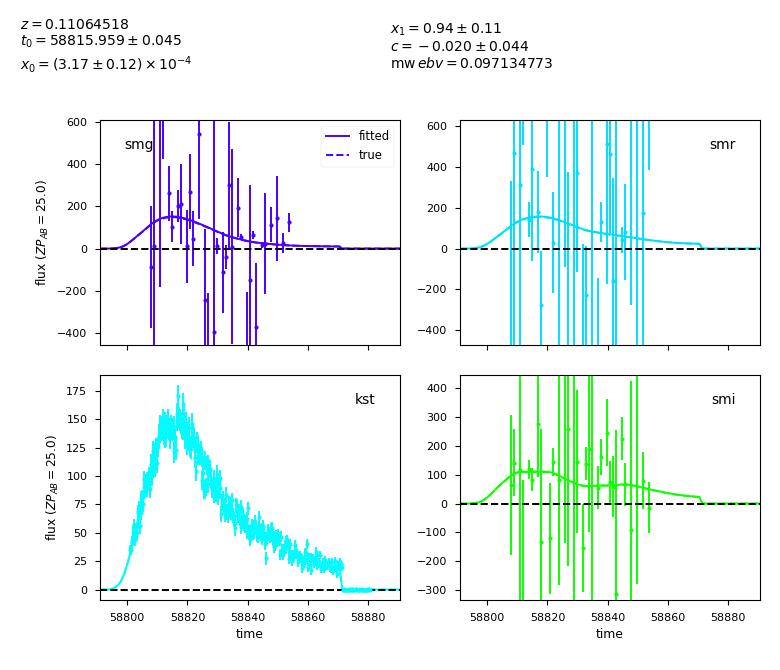 z = 0.11064518
t₀ = 58815.959 ± 0.045
x₀ = (3.17 ± 0.12) × 10⁻⁴
x₁ = 0.94 ± 0.11
c = −0.020 ± 0.044
mw ebv = 0.097134773
600
400
200
0
−200
−400
flux (ZP_AB = 25.0)
smg
fitted
true
600
400
200
0
−200
−400
smr
175
150
125
100
75
50
25
0
flux (ZP_AB = 25.0)
kst
58800 58820 58840 58860 58880
time
400
300
200
100
0
−100
−200
−300
smi
58800 58820 58840 58860 58880
time